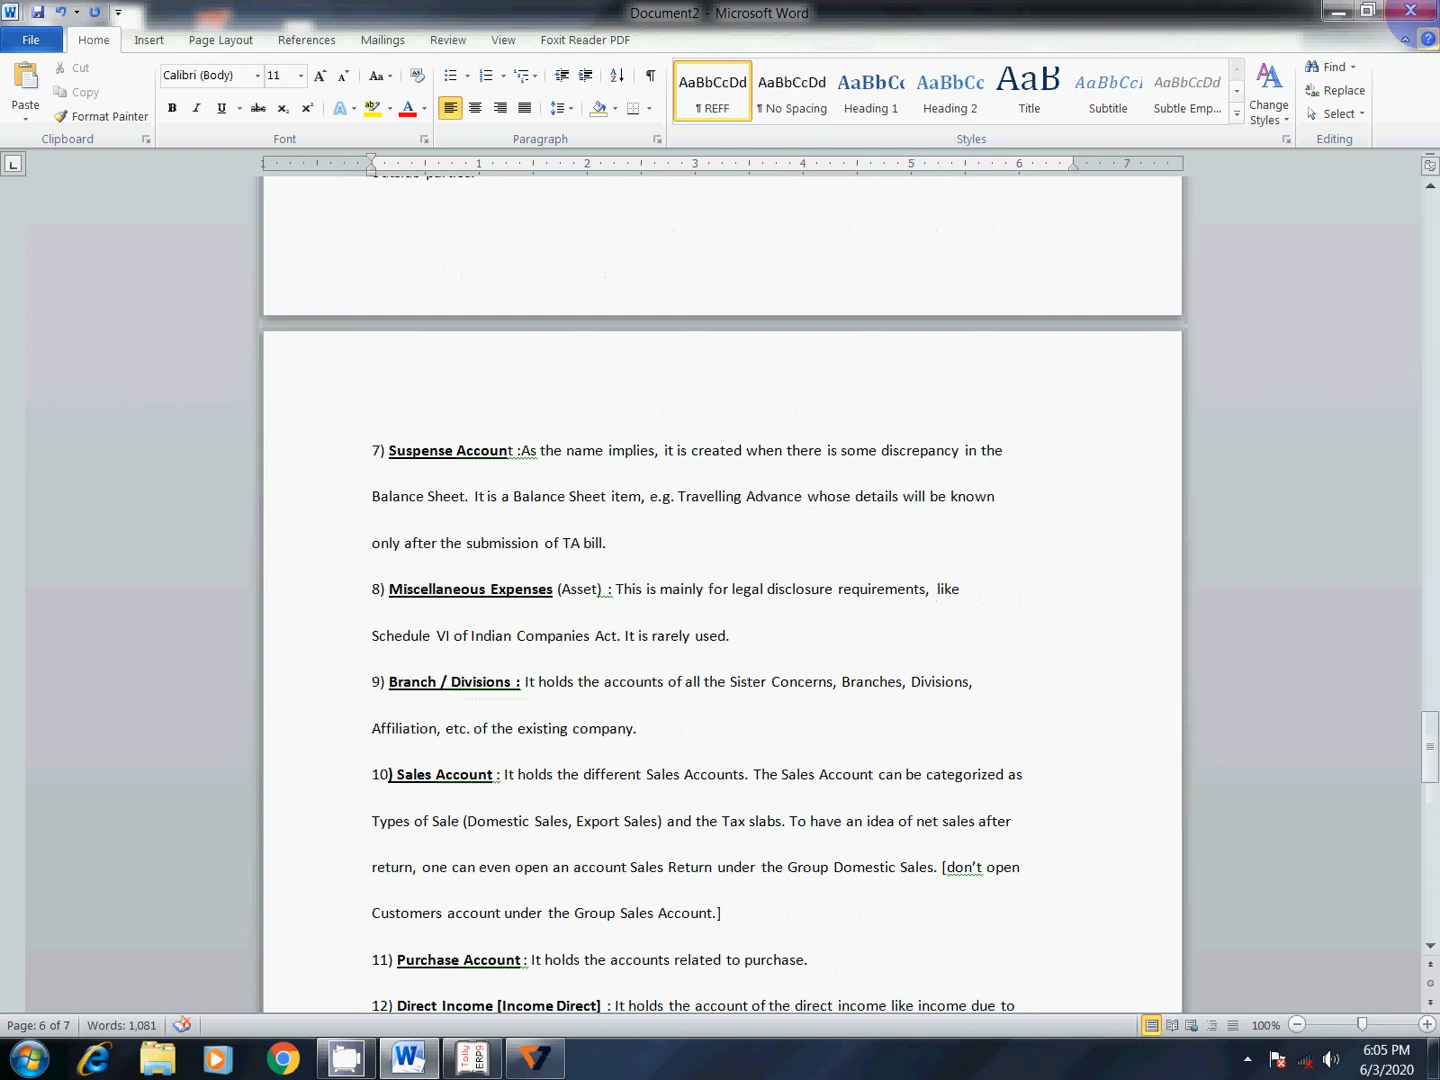 Document2 - Microsoft Word
File Home Insert Page Layout References Mailings Review View Foxit Reader PDF
Paste
Cut
Copy
Format Painter
Clipboard
Calibri (Body) 11
Font
Paragraph
AaBbCcDd AaBbCcDd AaBbCc AaBbCc AaB AaBbCcI AaBbCcDd
¶ REFF ¶ No Spacing Heading 1 Heading 2 Title Subtitle Subtle Emp...
Styles
Change Styles
Find
Replace
Select
Editing
1 1 2 3 4 5 6 7
7) Suspense Account :As the name implies, it is created when there is some discrepancy in the
Balance Sheet. It is a Balance Sheet item, e.g. Travelling Advance whose details will be known
only after the submission of TA bill.
8) Miscellaneous Expenses (Asset) : This is mainly for legal disclosure requirements, like
Schedule VI of Indian Companies Act. It is rarely used.
9) Branch / Divisions : It holds the accounts of all the Sister Concerns, Branches, Divisions,
Affiliation, etc. of the existing company.
10) Sales Account : It holds the different Sales Accounts. The Sales Account can be categorized as
Types of Sale (Domestic Sales, Export Sales) and the Tax slabs. To have an idea of net sales after
return, one can even open an account Sales Return under the Group Domestic Sales. [don't open
Customers account under the Group Sales Account.]
11) Purchase Account : It holds the accounts related to purchase.
12) Direct Income [Income Direct] : It holds the account of the direct income like income due to
Page: 6 of 7 Words: 1,081 100%
Tally ERP9
6:05 PM
6/3/2020